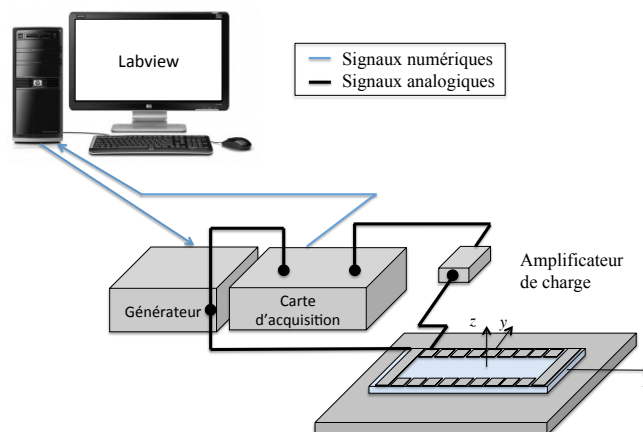 Labview
Signaux numériques
Signaux analogiques
Amplificateur
de charge
Générateur
Carte
d'acquisition
z
y